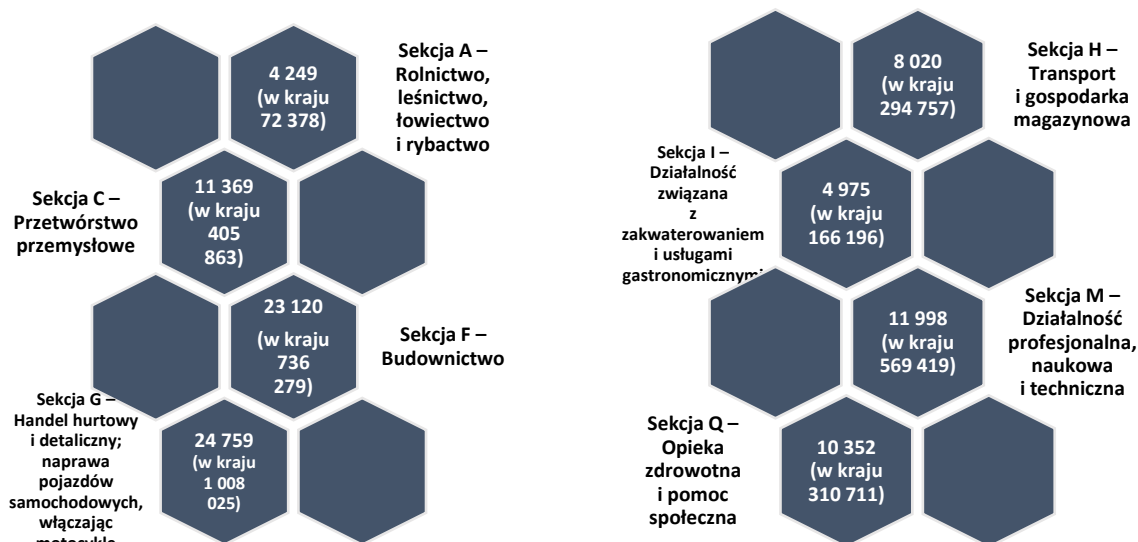 4 249
(w kraju
72 378)
Sekcja A –
Rolnictwo,
leśnictwo,
łowiectwo
i rybactwo
Sekcja C –
Przetwórstwo
przemysłowe
11 369
(w kraju
405
863)
23 120
(w kraju
736
279)
Sekcja F –
Budownictwo
Sekcja G –
Handel hurtowy
i detaliczny;
naprawa
pojazdów
samochodowych,
włączając
motocykle
24 759
(w kraju
1 008
025)
8 020
(w kraju
294 757)
Sekcja H –
Transport
i gospodarka
magazynowa
Sekcja I –
Działalność
związana
z
zakwaterowaniem
i usługami
gastronomicznymi
4 975
(w kraju
166 196)
11 998
(w kraju
569 419)
Sekcja M –
Działalność
profesjonalna,
naukowa
i techniczna
Sekcja Q –
Opieka
zdrowotna
i pomoc
społeczna
10 352
(w kraju
310 711)